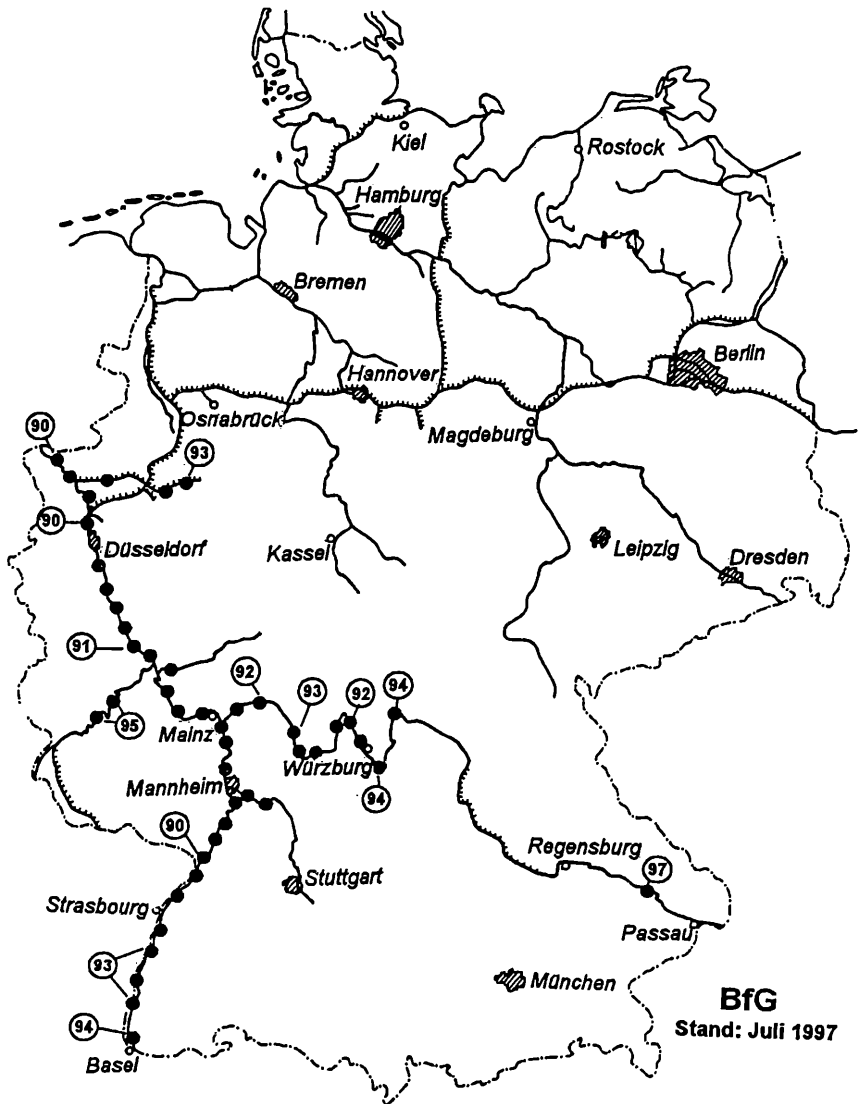 Kiel
Rostock
Hamburg
Bremen
Berlin
Hannover
Osnabrück
Magdeburg
90
93
90
Düsseldorf
Kassel
Leipzig
Dresden
91
92
93
92
94
95
Mainz
Würzburg
Mannheim
94
90
Regensburg
97
Stuttgart
Strasbourg
Passau
93
München
BfG
94
Stand: Juli 1997
Basel